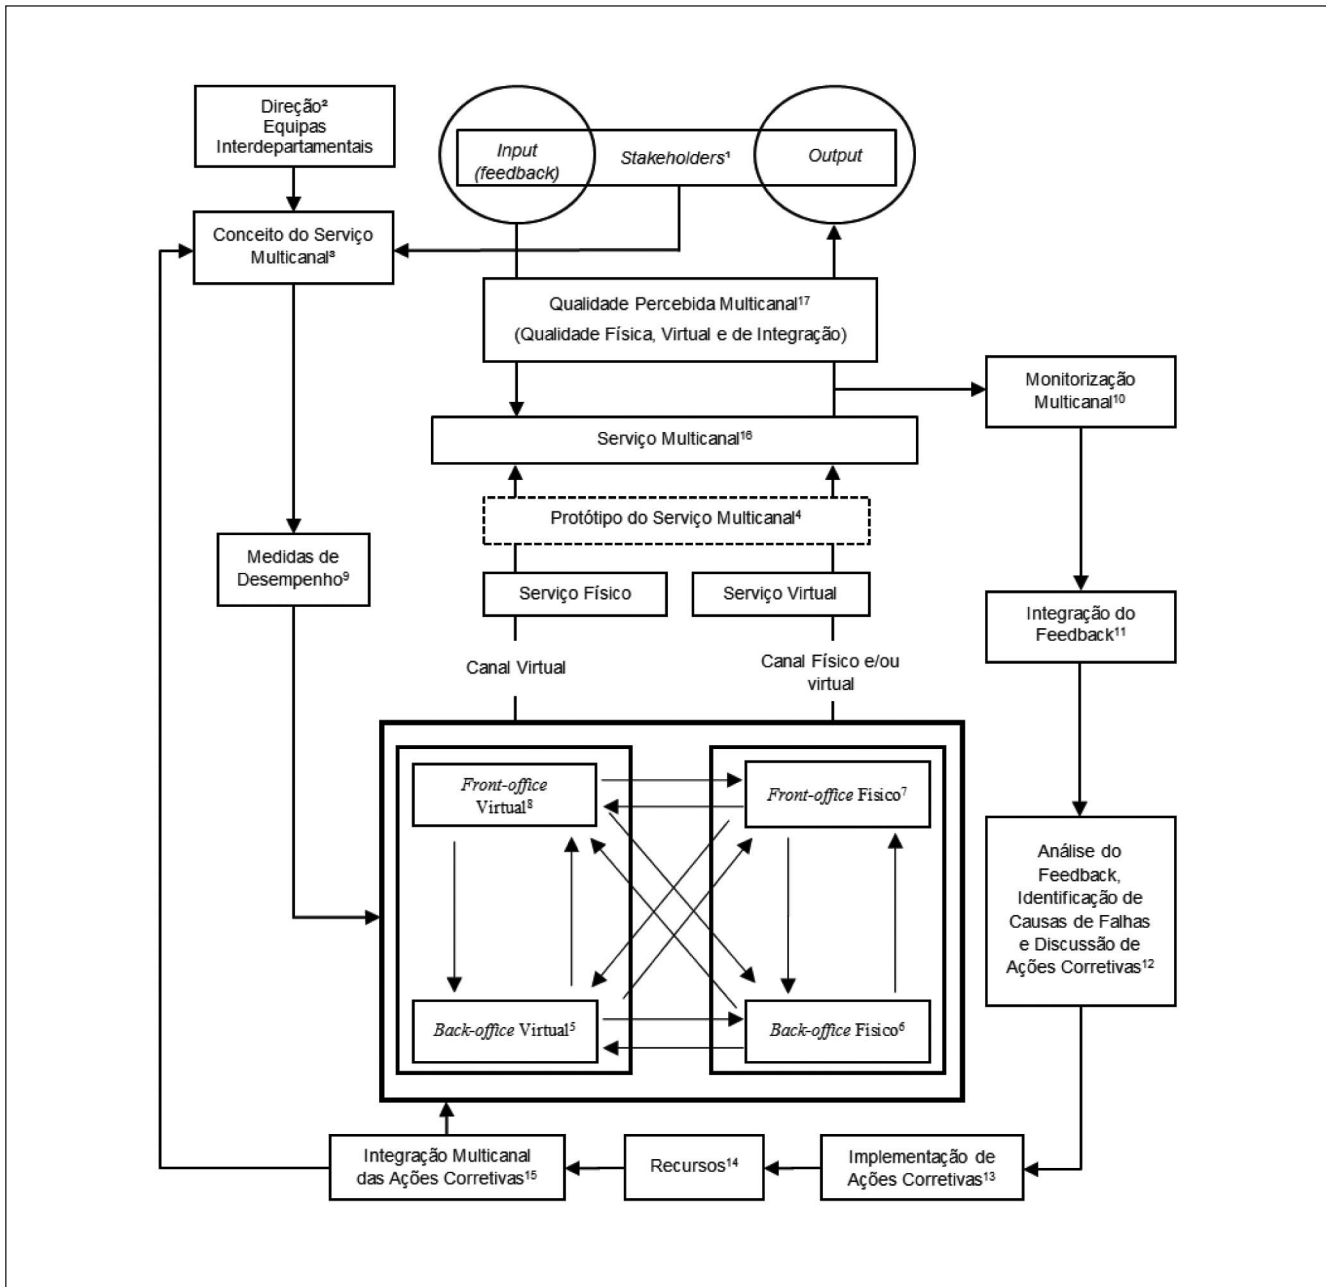 Direção²
Equipas
Interdepartamentais
Input
(feedback)
Stakeholders¹
Output
Conceito do Serviço
Multicanal³
Qualidade Percebida Multicanal¹⁷
(Qualidade Física, Virtual e de Integração)
Monitorização
Multicanal¹⁰
Serviço Multicanal¹⁶
Protótipo do Serviço Multicanal⁴
Medidas de
Desempenho⁹
Serviço Físico
Serviço Virtual
Integração do
Feedback¹¹
Canal Virtual
Canal Físico e/ou
virtual
Front-office
Virtual⁸
Front-office Fisico⁷
Análise do
Feedback,
Identificação de
Causas de Falhas
e Discussão de
Ações Corretivas¹²
Back-office Virtual⁵
Back-office Fisico⁶
Integração Multicanal
das Ações Corretivas¹⁵
Recursos¹⁴
Implementação de
Ações Corretivas¹³